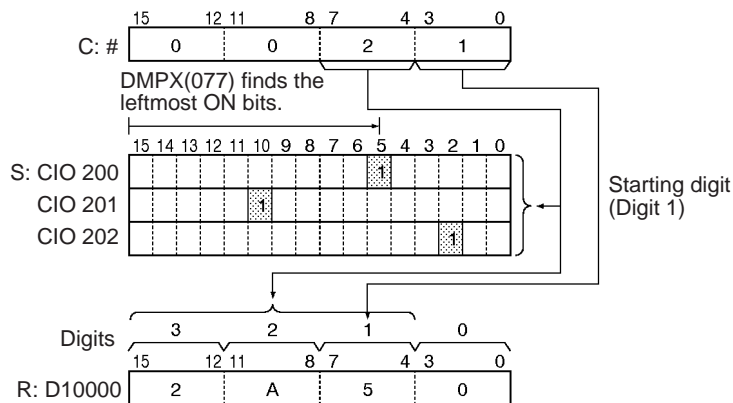 15 12 11 8 7 4 3 0
C: # 0 0 2 1
DMPX(077) finds the
leftmost ON bits.
15 14 13 12 11 10 9 8 7 6 5 4 3 2 1 0
S: CIO 200 1
CIO 201 1
CIO 202 1
Starting digit
(Digit 1)
Digits 3 2 1 0
15 12 11 8 7 4 3 0
R: D10000 2 A 5 0